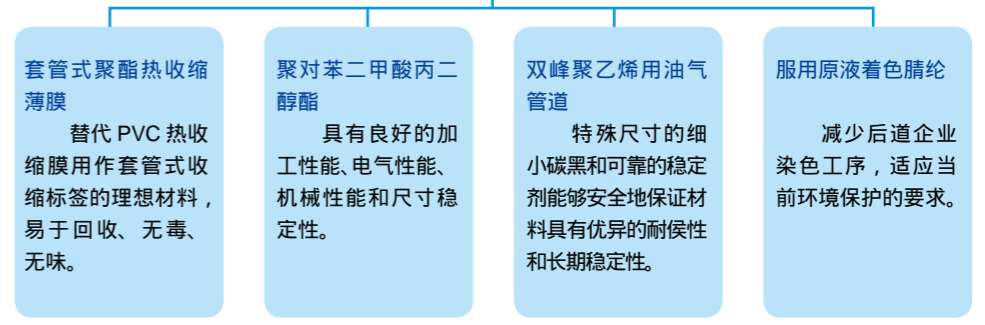 套管式聚酯热收缩
薄膜
替代 PVC 热收
缩膜用作套管式收
缩标签的理想材料，
易于回收、无毒、
无味。
聚对苯二甲酸丙二
醇酯
具有良好的加
工性能、电气性能、
机械性能和尺寸稳
定性。
双峰聚乙烯用油气
管道
特殊尺寸的细
小碳黑和可靠的稳定
剂能够安全地保证材
料具有优异的耐侯性
和长期稳定性。
服用原液着色腈纶
减少后道企业
染色工序，适应当
前环境保护的要求。